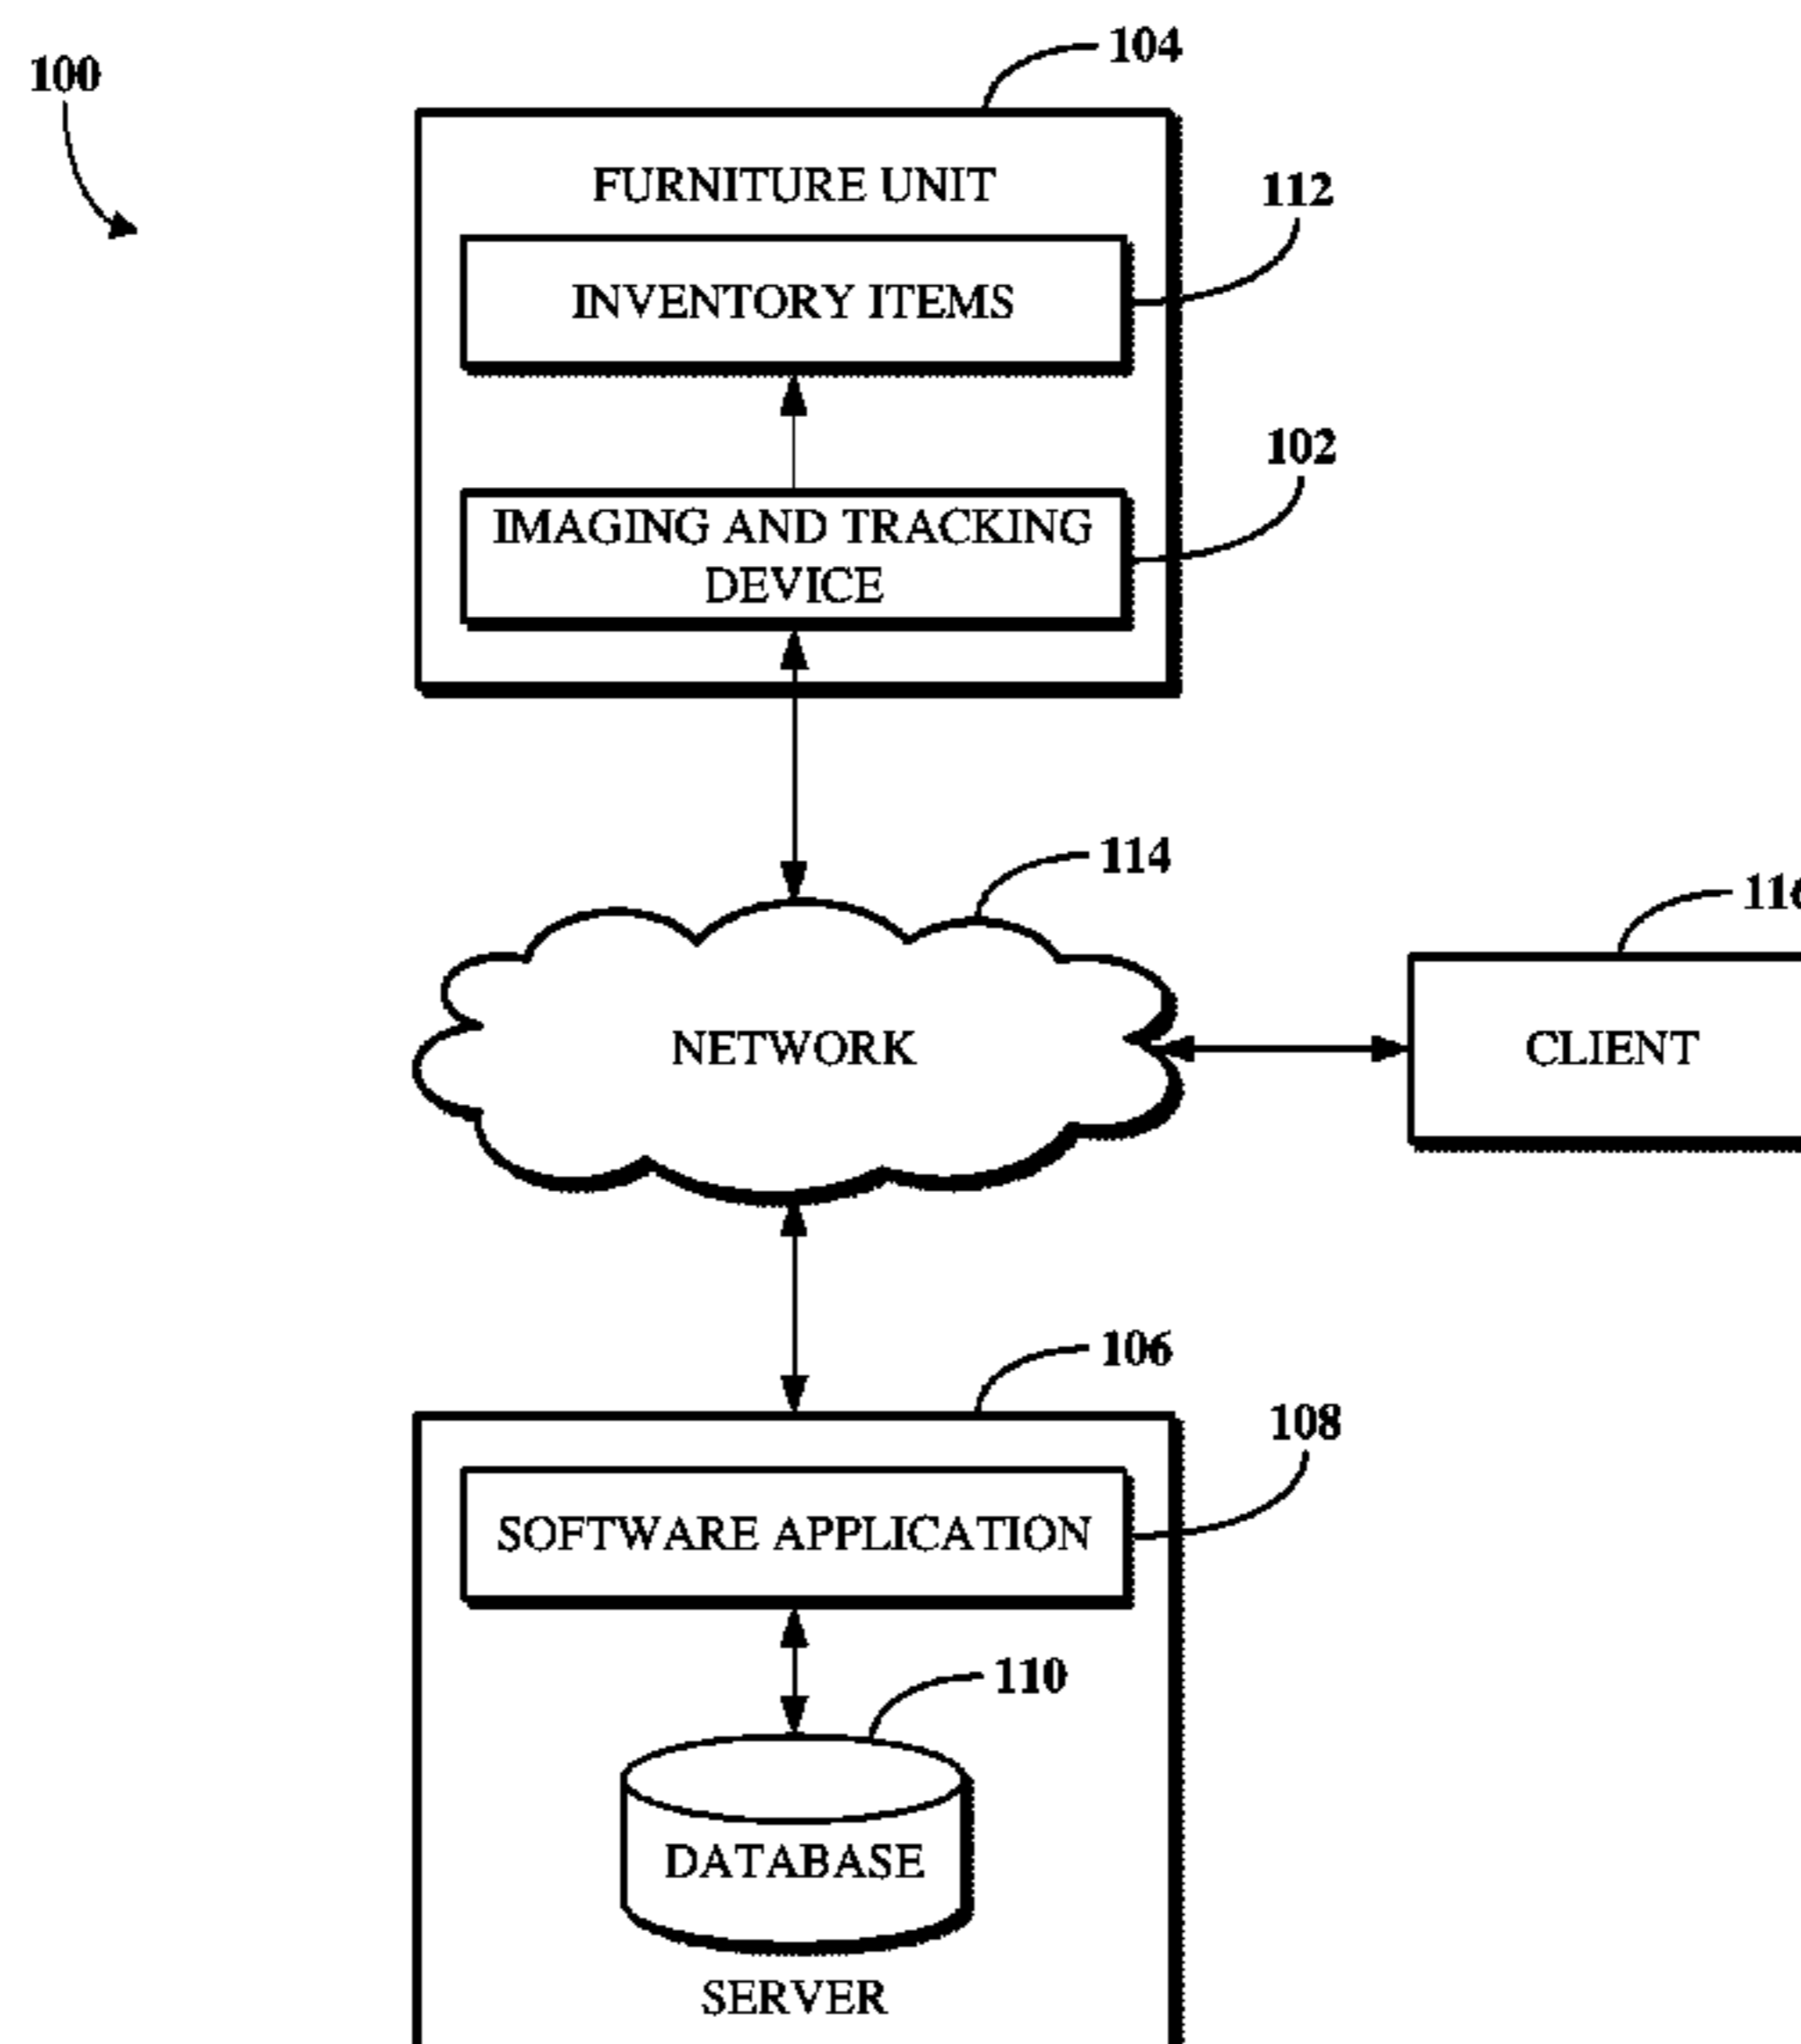 100
104
FURNITURE UNIT
112
INVENTORY ITEMS
102
IMAGING AND TRACKING
DEVICE
114
NETWORK
CLIENT
106
108
SOFTWARE APPLICATION
110
DATABASE
SERVER